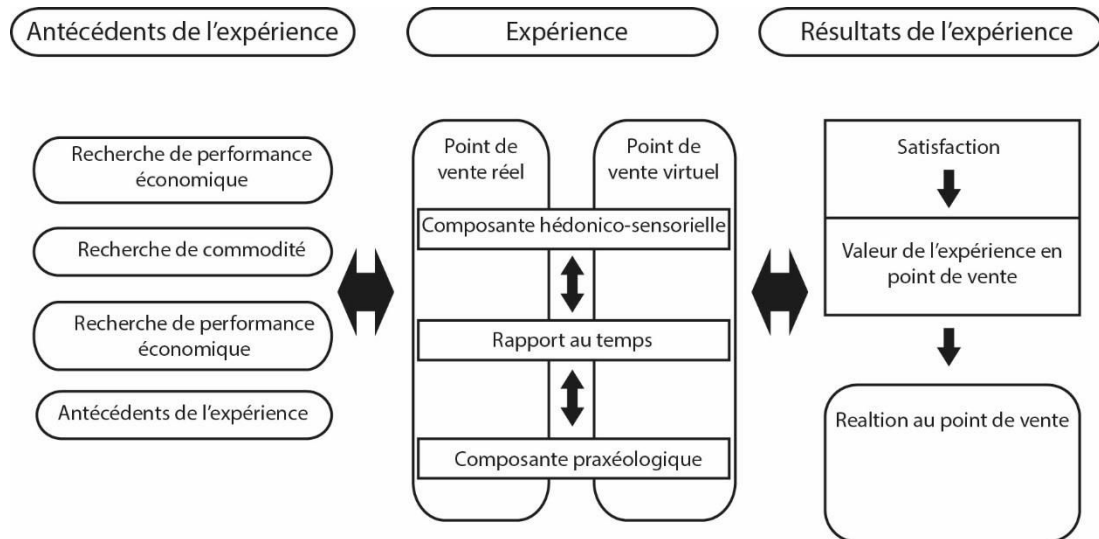 Antécédents de l'expérience
Expérience
Résultats de l'expérience
Recherche de performance
économique
Recherche de commodité
Recherche de performance
économique
Antécédents de l'expérience
Point de
vente réel
Point de
vente virtuel
Composante hédonico-sensorielle
Rapport au temps
Composante praxéologique
Satisfaction
Valeur de l'expérience en
point de vente
Realtion au point de vente